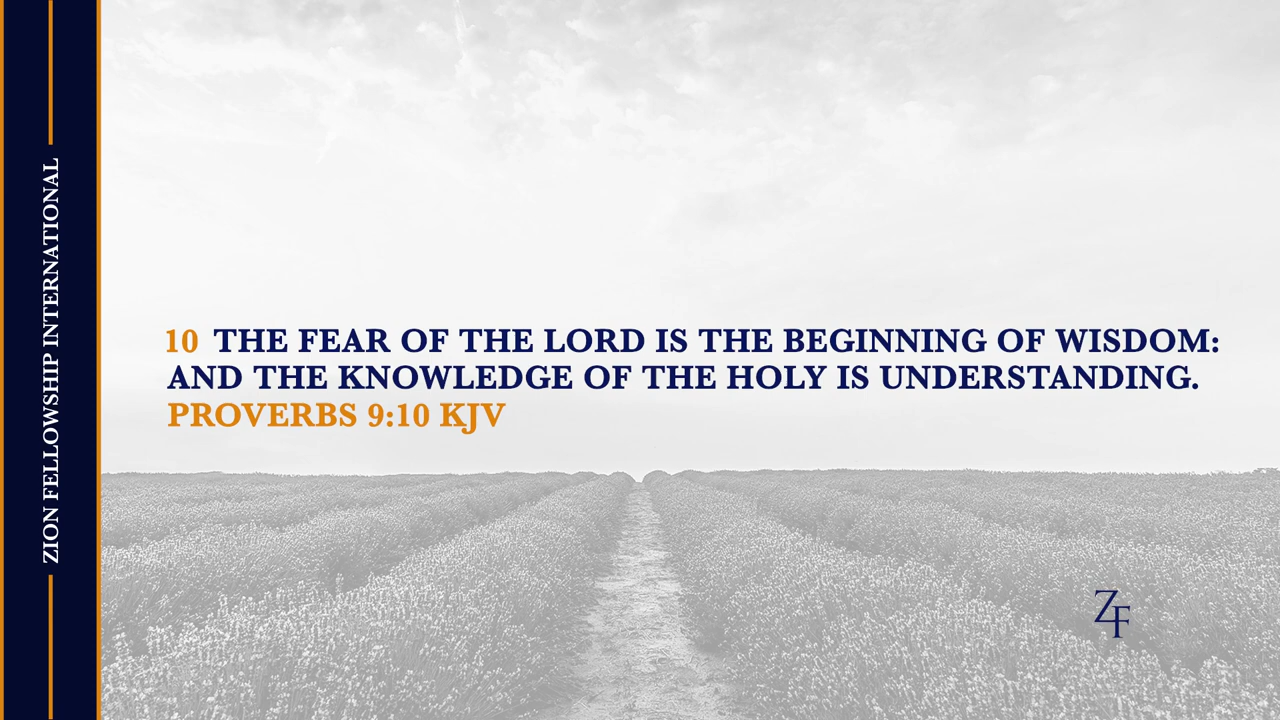 ZION FELLOWSHIP INTERNATIONAL
10 THE FEAR OF THE LORD IS THE BEGINNING OF WISDOM:
AND THE KNOWLEDGE OF THE HOLY IS UNDERSTANDING.
PROVERBS 9:10 KJV
ZF